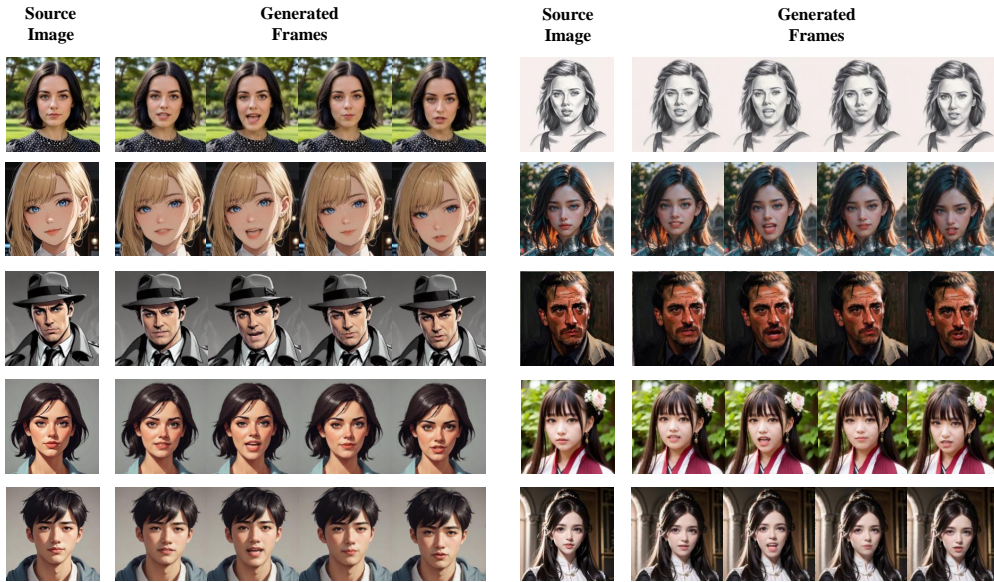 Source
Image
Generated
Frames
Source
Image
Generated
Frames